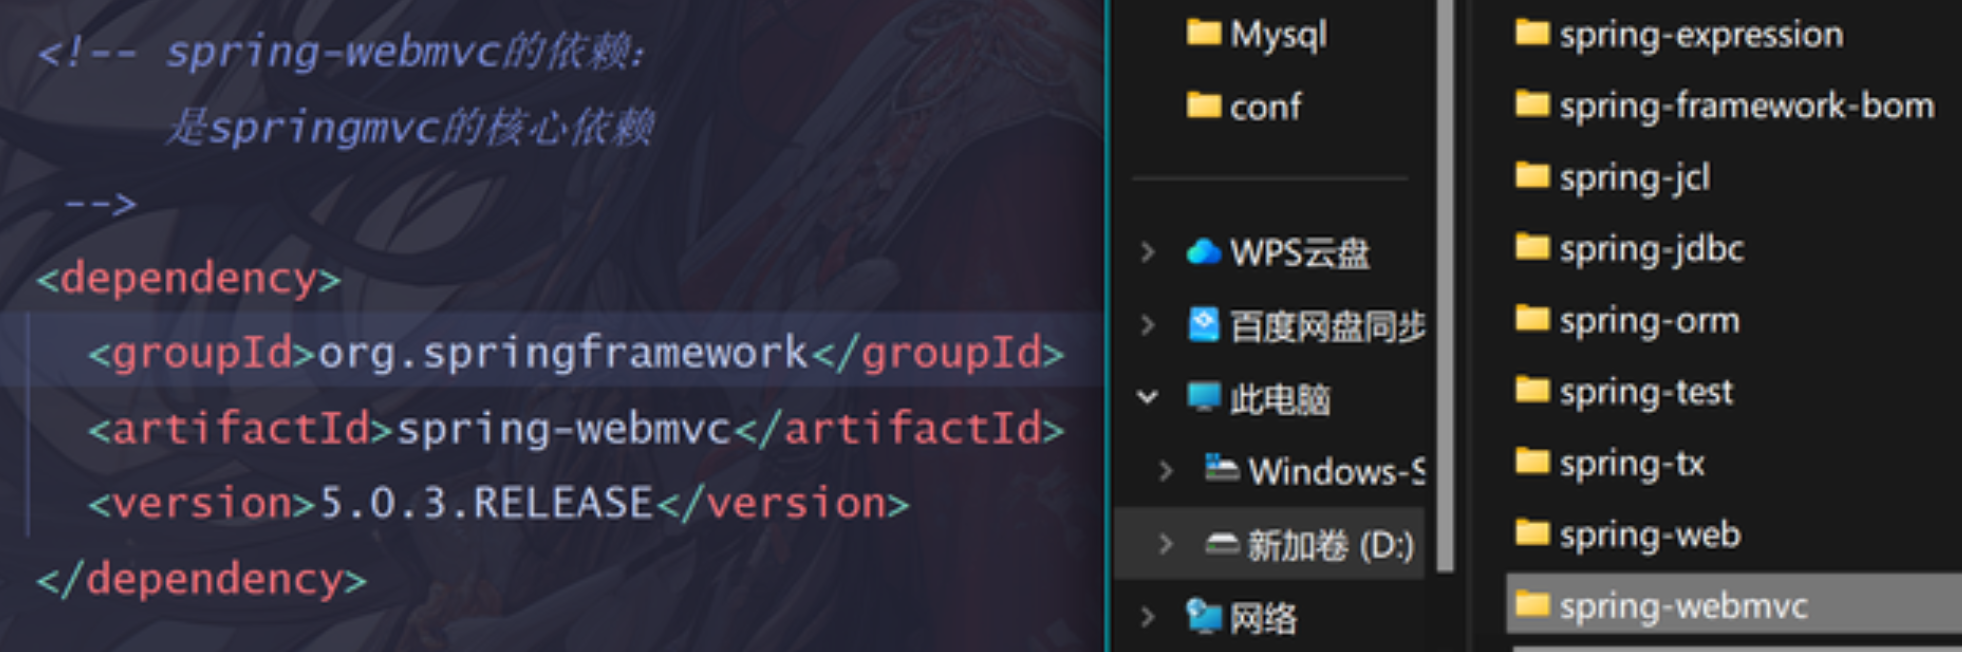 <!-- spring-webmvc的依赖:
是springmvc的核心依赖
-->
<dependency>
<groupId>org.springframework</groupId>
<artifactId>spring-webmvc</artifactId>
<version>5.0.3.RELEASE</version>
</dependency>
Mysql
conf
WPS云盘
百度网盘同步
此电脑
Windows-S
新加卷 (D:)
网络
spring-expression
spring-framework-bom
spring-jcl
spring-jdbc
spring-orm
spring-test
spring-tx
spring-web
spring-webmvc